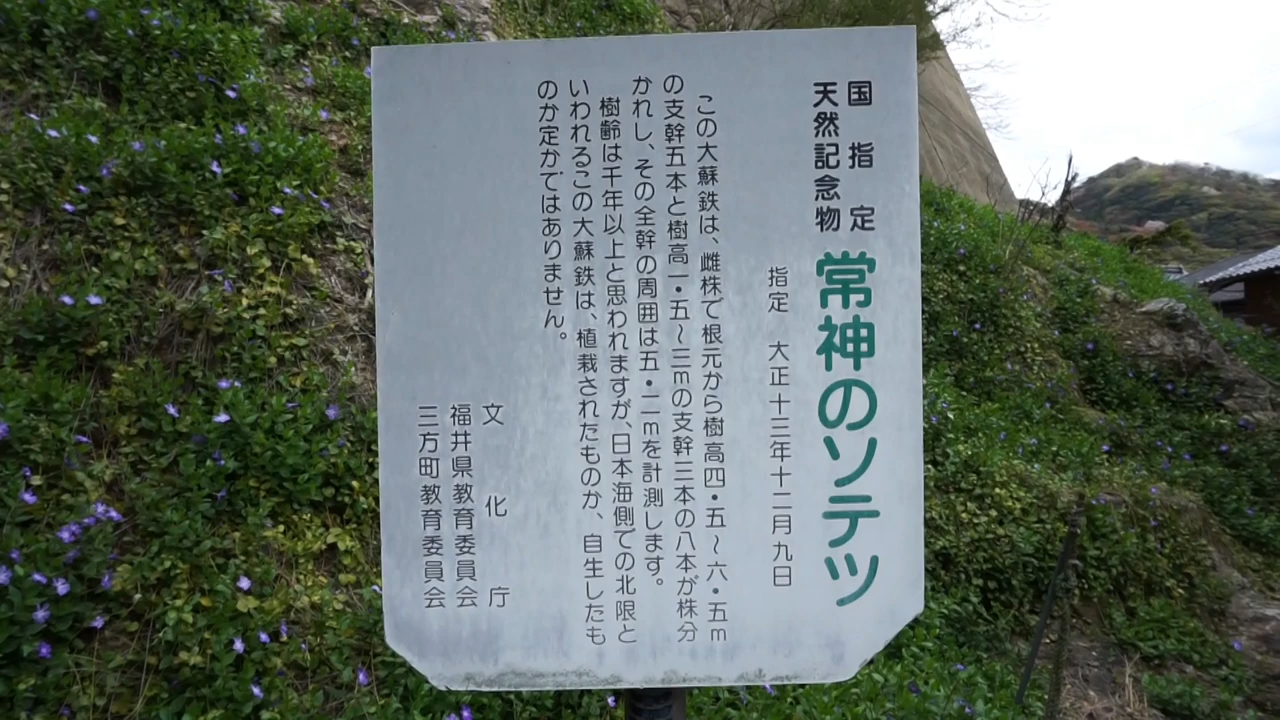 国指定
天然記念物
常神のソテツ
指定 大正十三年十二月九日
この大蘇鉄は、雌株で根元から樹高四・五～六・五m
の支幹五本と樹高一・五～三mの支幹三本の八本が株分
かれし、その全幹の周囲は五・二mを計測します。
樹齢は千年以上と思われますが、日本海側での北限と
いわれるこの大蘇鉄は、植栽されたものか、自生したも
のか定かではありません。
文化庁
福井県教育委員会
三方町教育委員会